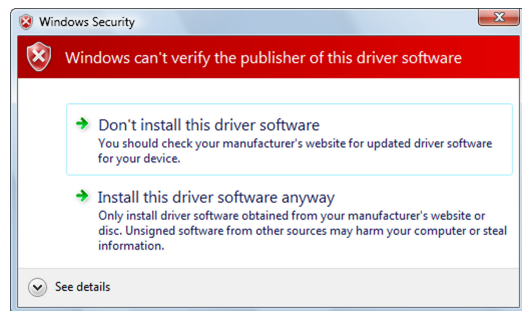 Windows Security
Windows can't verify the publisher of this driver software
Don't install this driver software
You should check your manufacturer's website for updated driver software
for your device.
Install this driver software anyway
Only install driver software obtained from your manufacturer's website or
disc. Unsigned software from other sources may harm your computer or steal
information.
See details